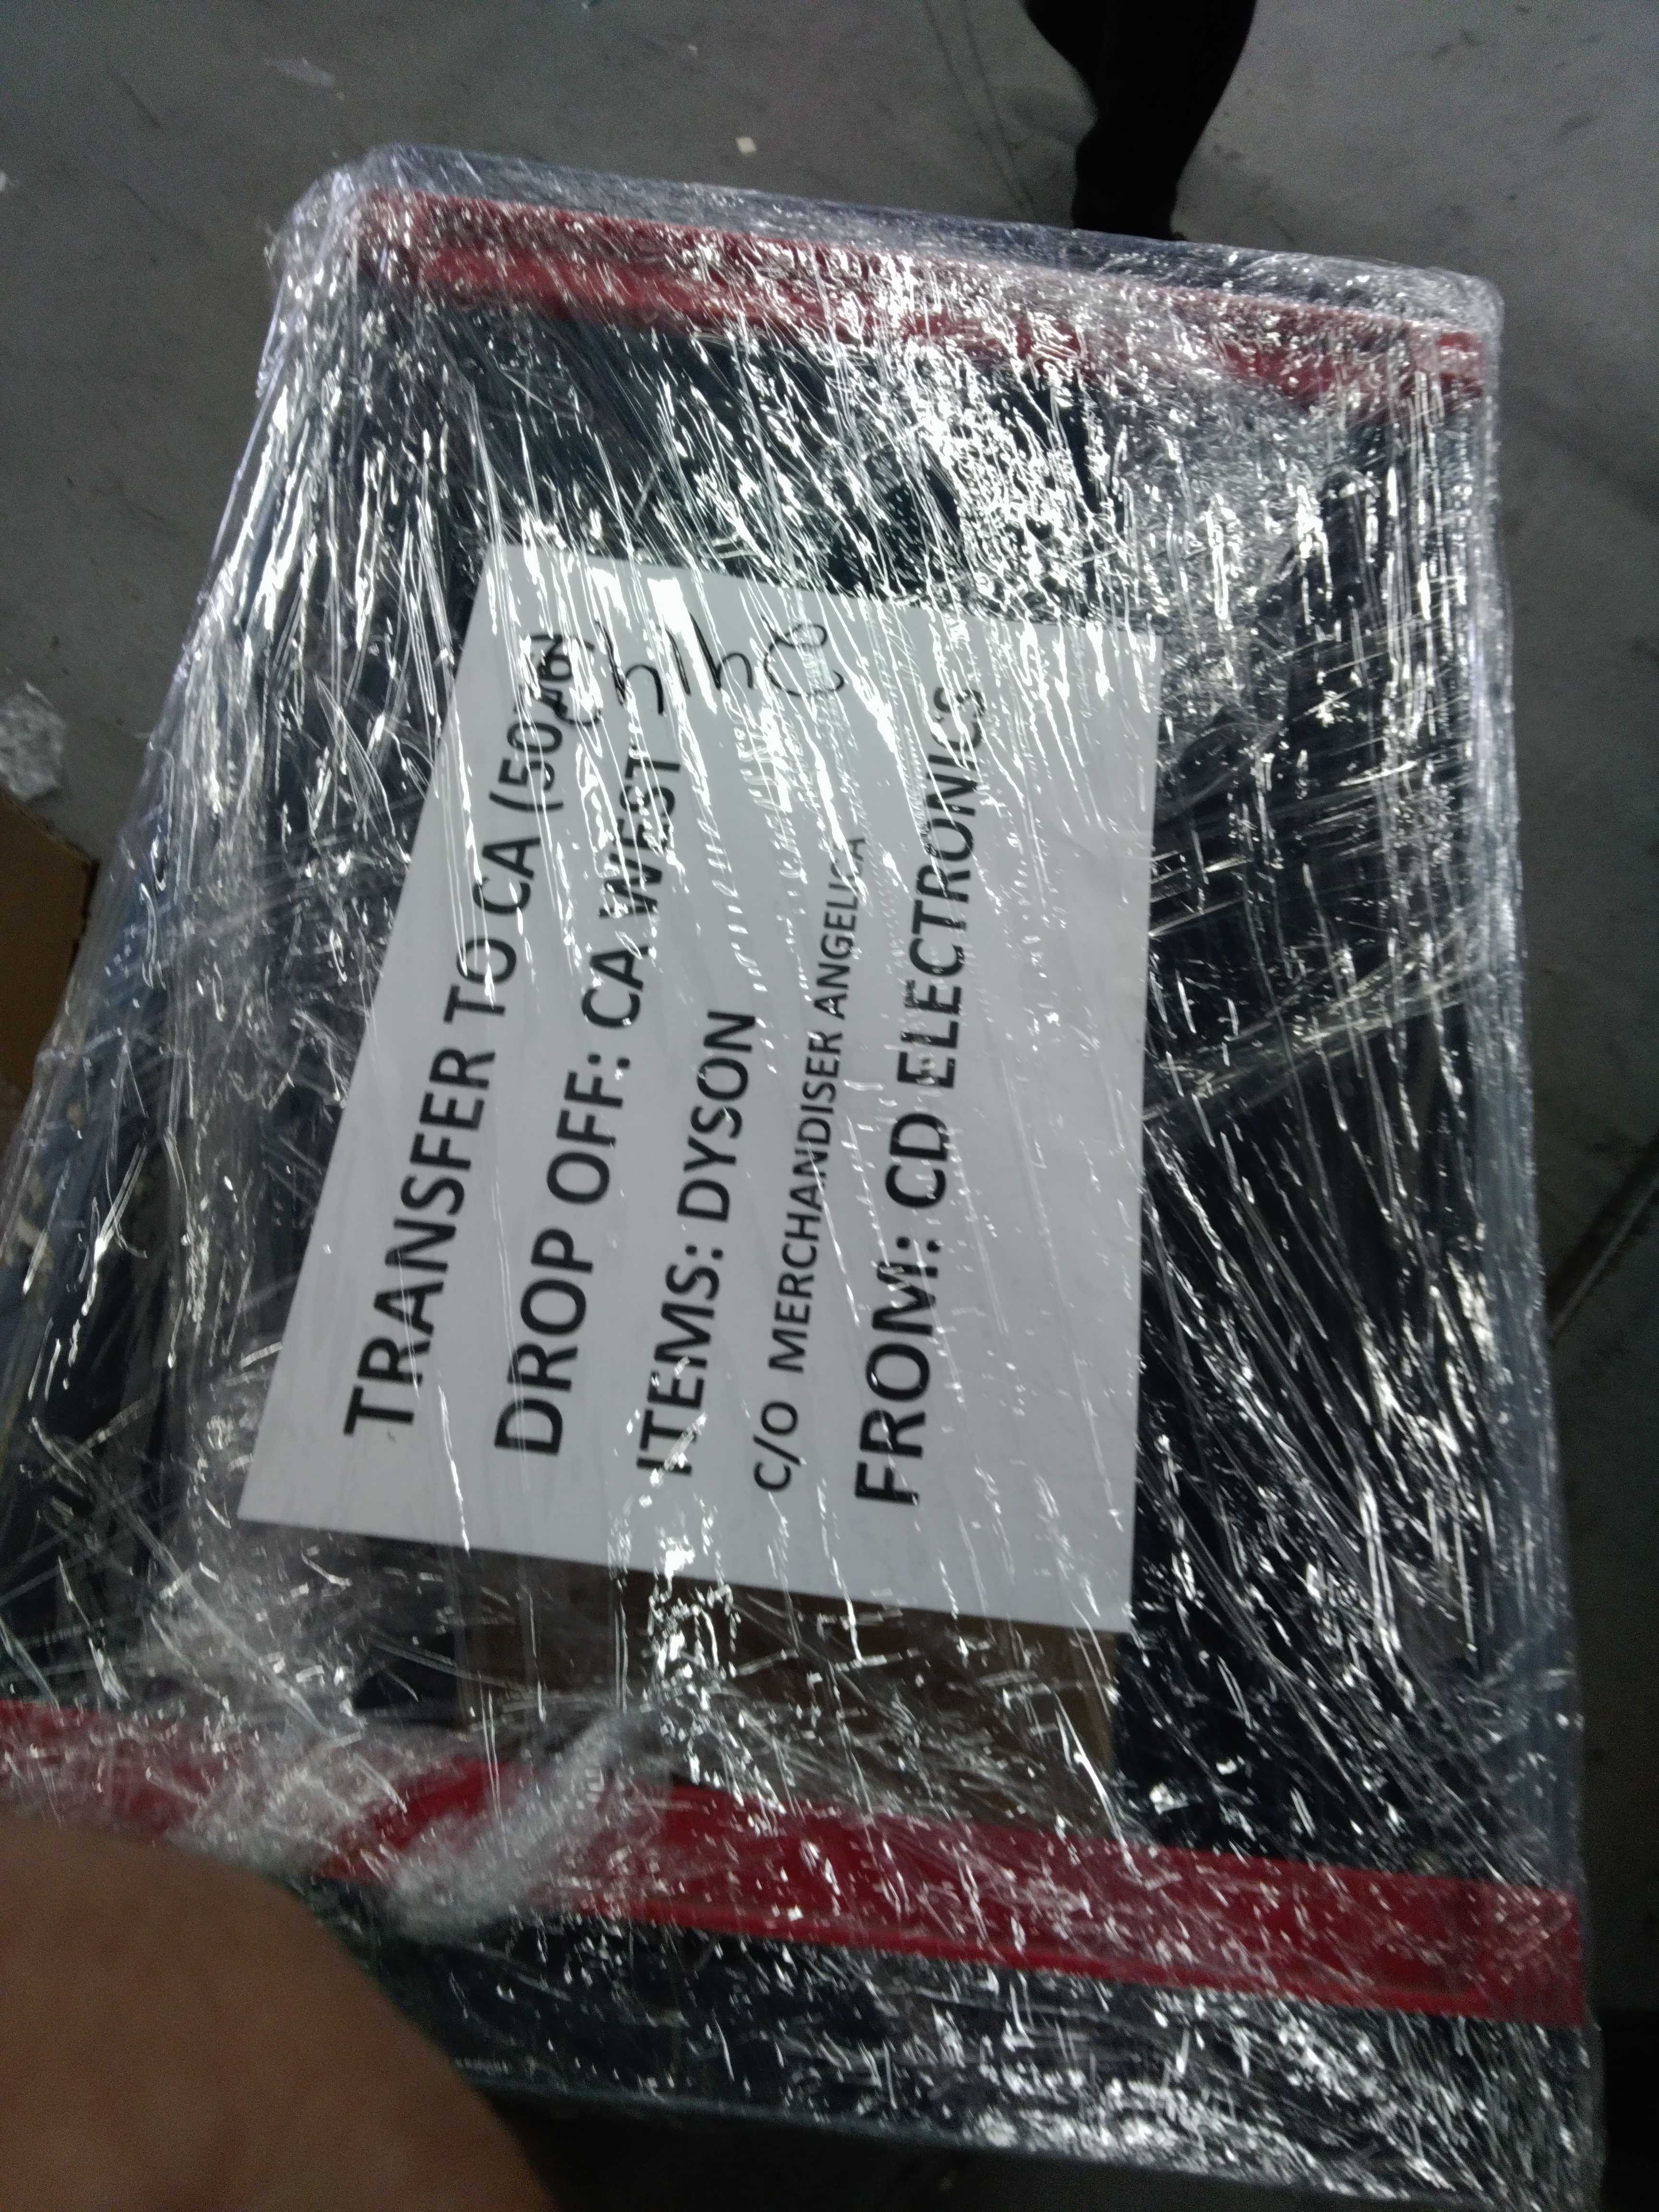 TRANSFER TO CA
DROP OFF: CA WEST
ITEMS: DYSON
C/O MERCHANDISER ANGELICA
FROM: CD ELECTRONICS